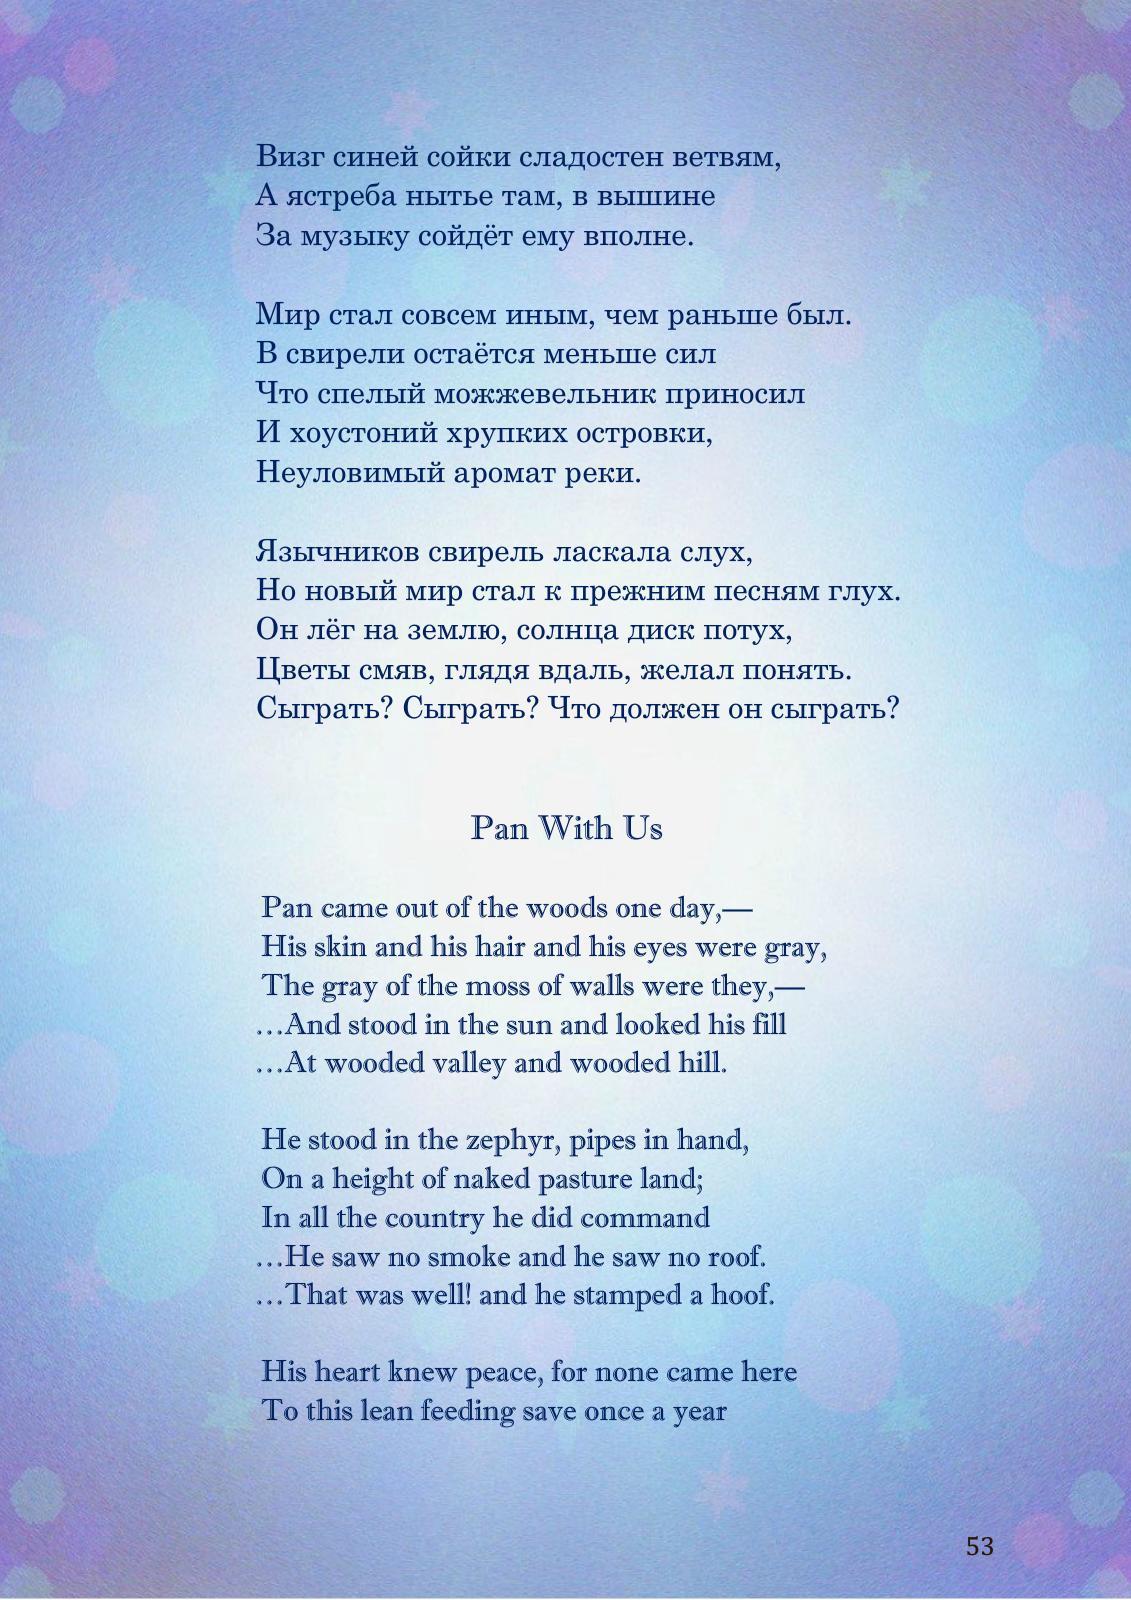 Визг синей сойки сладостен ветвям,
А ястреба нытье там, в вышине
За музыку сойдёт ему вполне.
Мир стал совсем иным, чем раньше был.
В свирели остаётся меньше сил
Что спелый можжевельник приносил
И хоустоний хрупких островки,
Неуловимый аромат реки.
Язычников свирель ласкала слух,
Но новый мир стал к прежним песням глух.
Он лёг на землю, солнца диск потух,
Цветы смяв, глядя вдаль, желал понять.
Сыграть? Сыграть? Что должен он сыграть?
Pan With Us
Pan came out of the woods one day,—
His skin and his hair and his eyes were gray,
The gray of the moss of walls were they,—
…And stood in the sun and looked his fill
…At wooded valley and wooded hill.
He stood in the zephyr, pipes in hand,
On a height of naked pasture land;
In all the country he did command
…He saw no smoke and he saw no roof.
…That was well! and he stamped a hoof.
His heart knew peace, for none came here
To this lean feeding save once a year
53